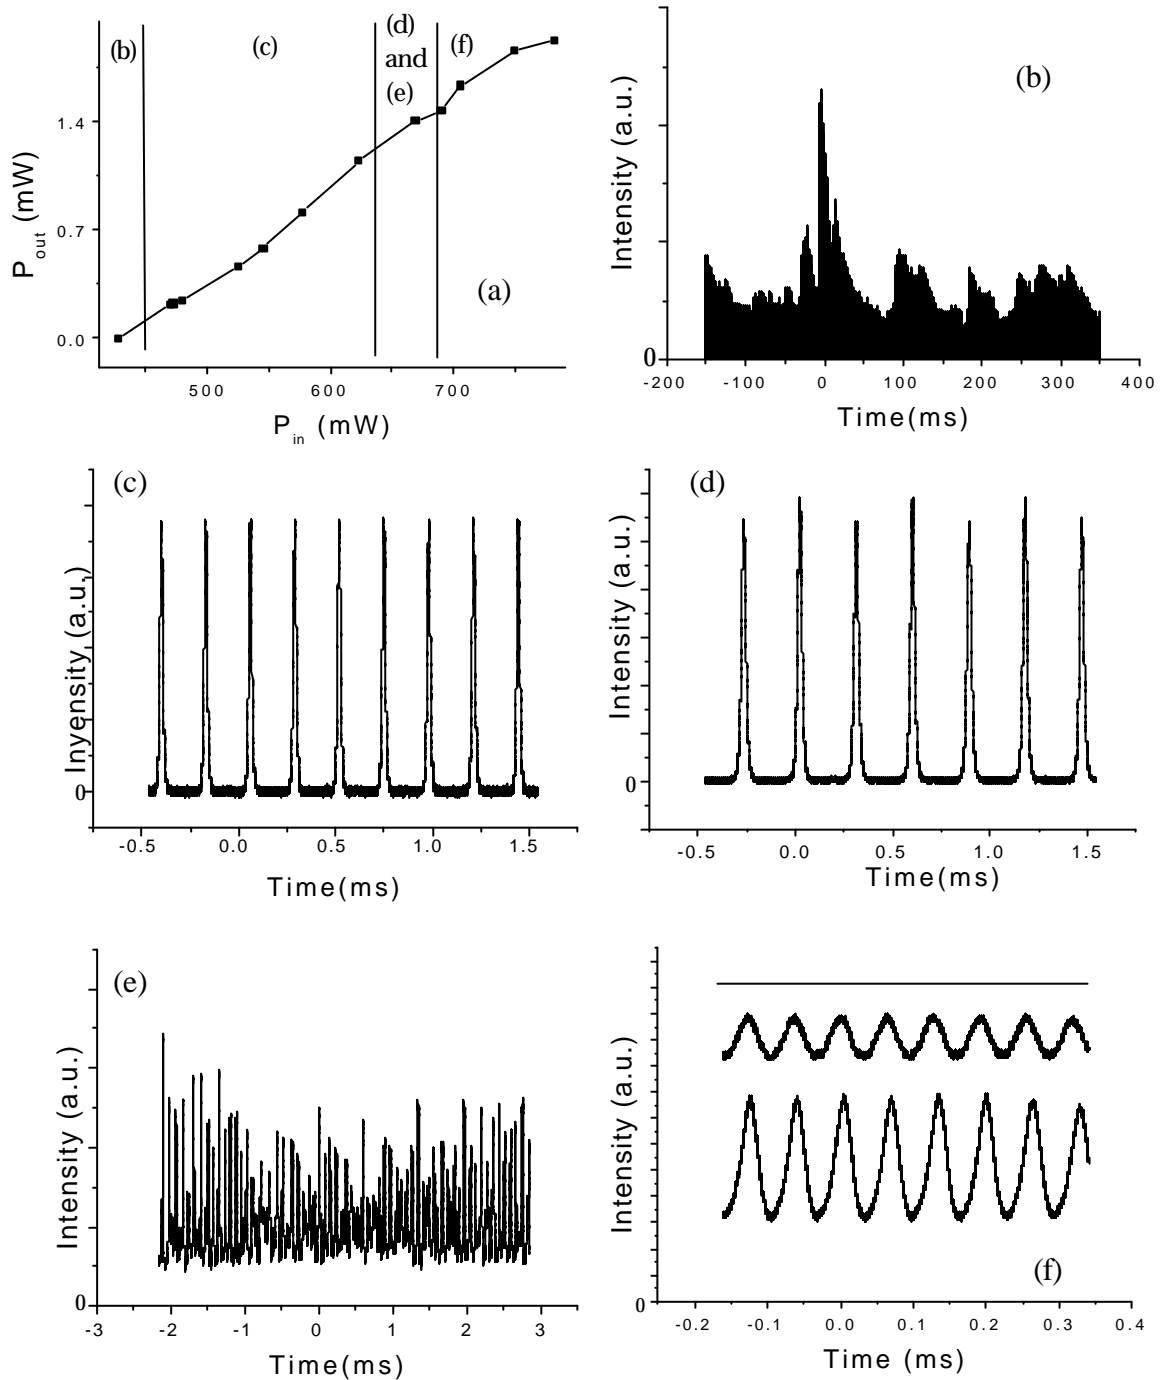 (b)
(c)
(d)
and
(e)
(f)
1.4
0.7
0.0
P out (mW)
(a)
500 600 700
P in (mW)
(b)
Intensity (a.u.)
0
-200 -100 0 100 200 300 400
Time(ms)
(c)
Inyensity (a.u.)
0
-0.5 0.0 0.5 1.0 1.5
Time(ms)
(d)
Intensity (a.u.)
0
-0.5 0.0 0.5 1.0 1.5
Time(ms)
(e)
Intensity (a.u.)
0
-3 -2 -1 0 1 2 3
Time(ms)
Intensity (a.u.)
(f)
0
-0.2 -0.1 0.0 0.1 0.2 0.3 0.4
Time (ms)